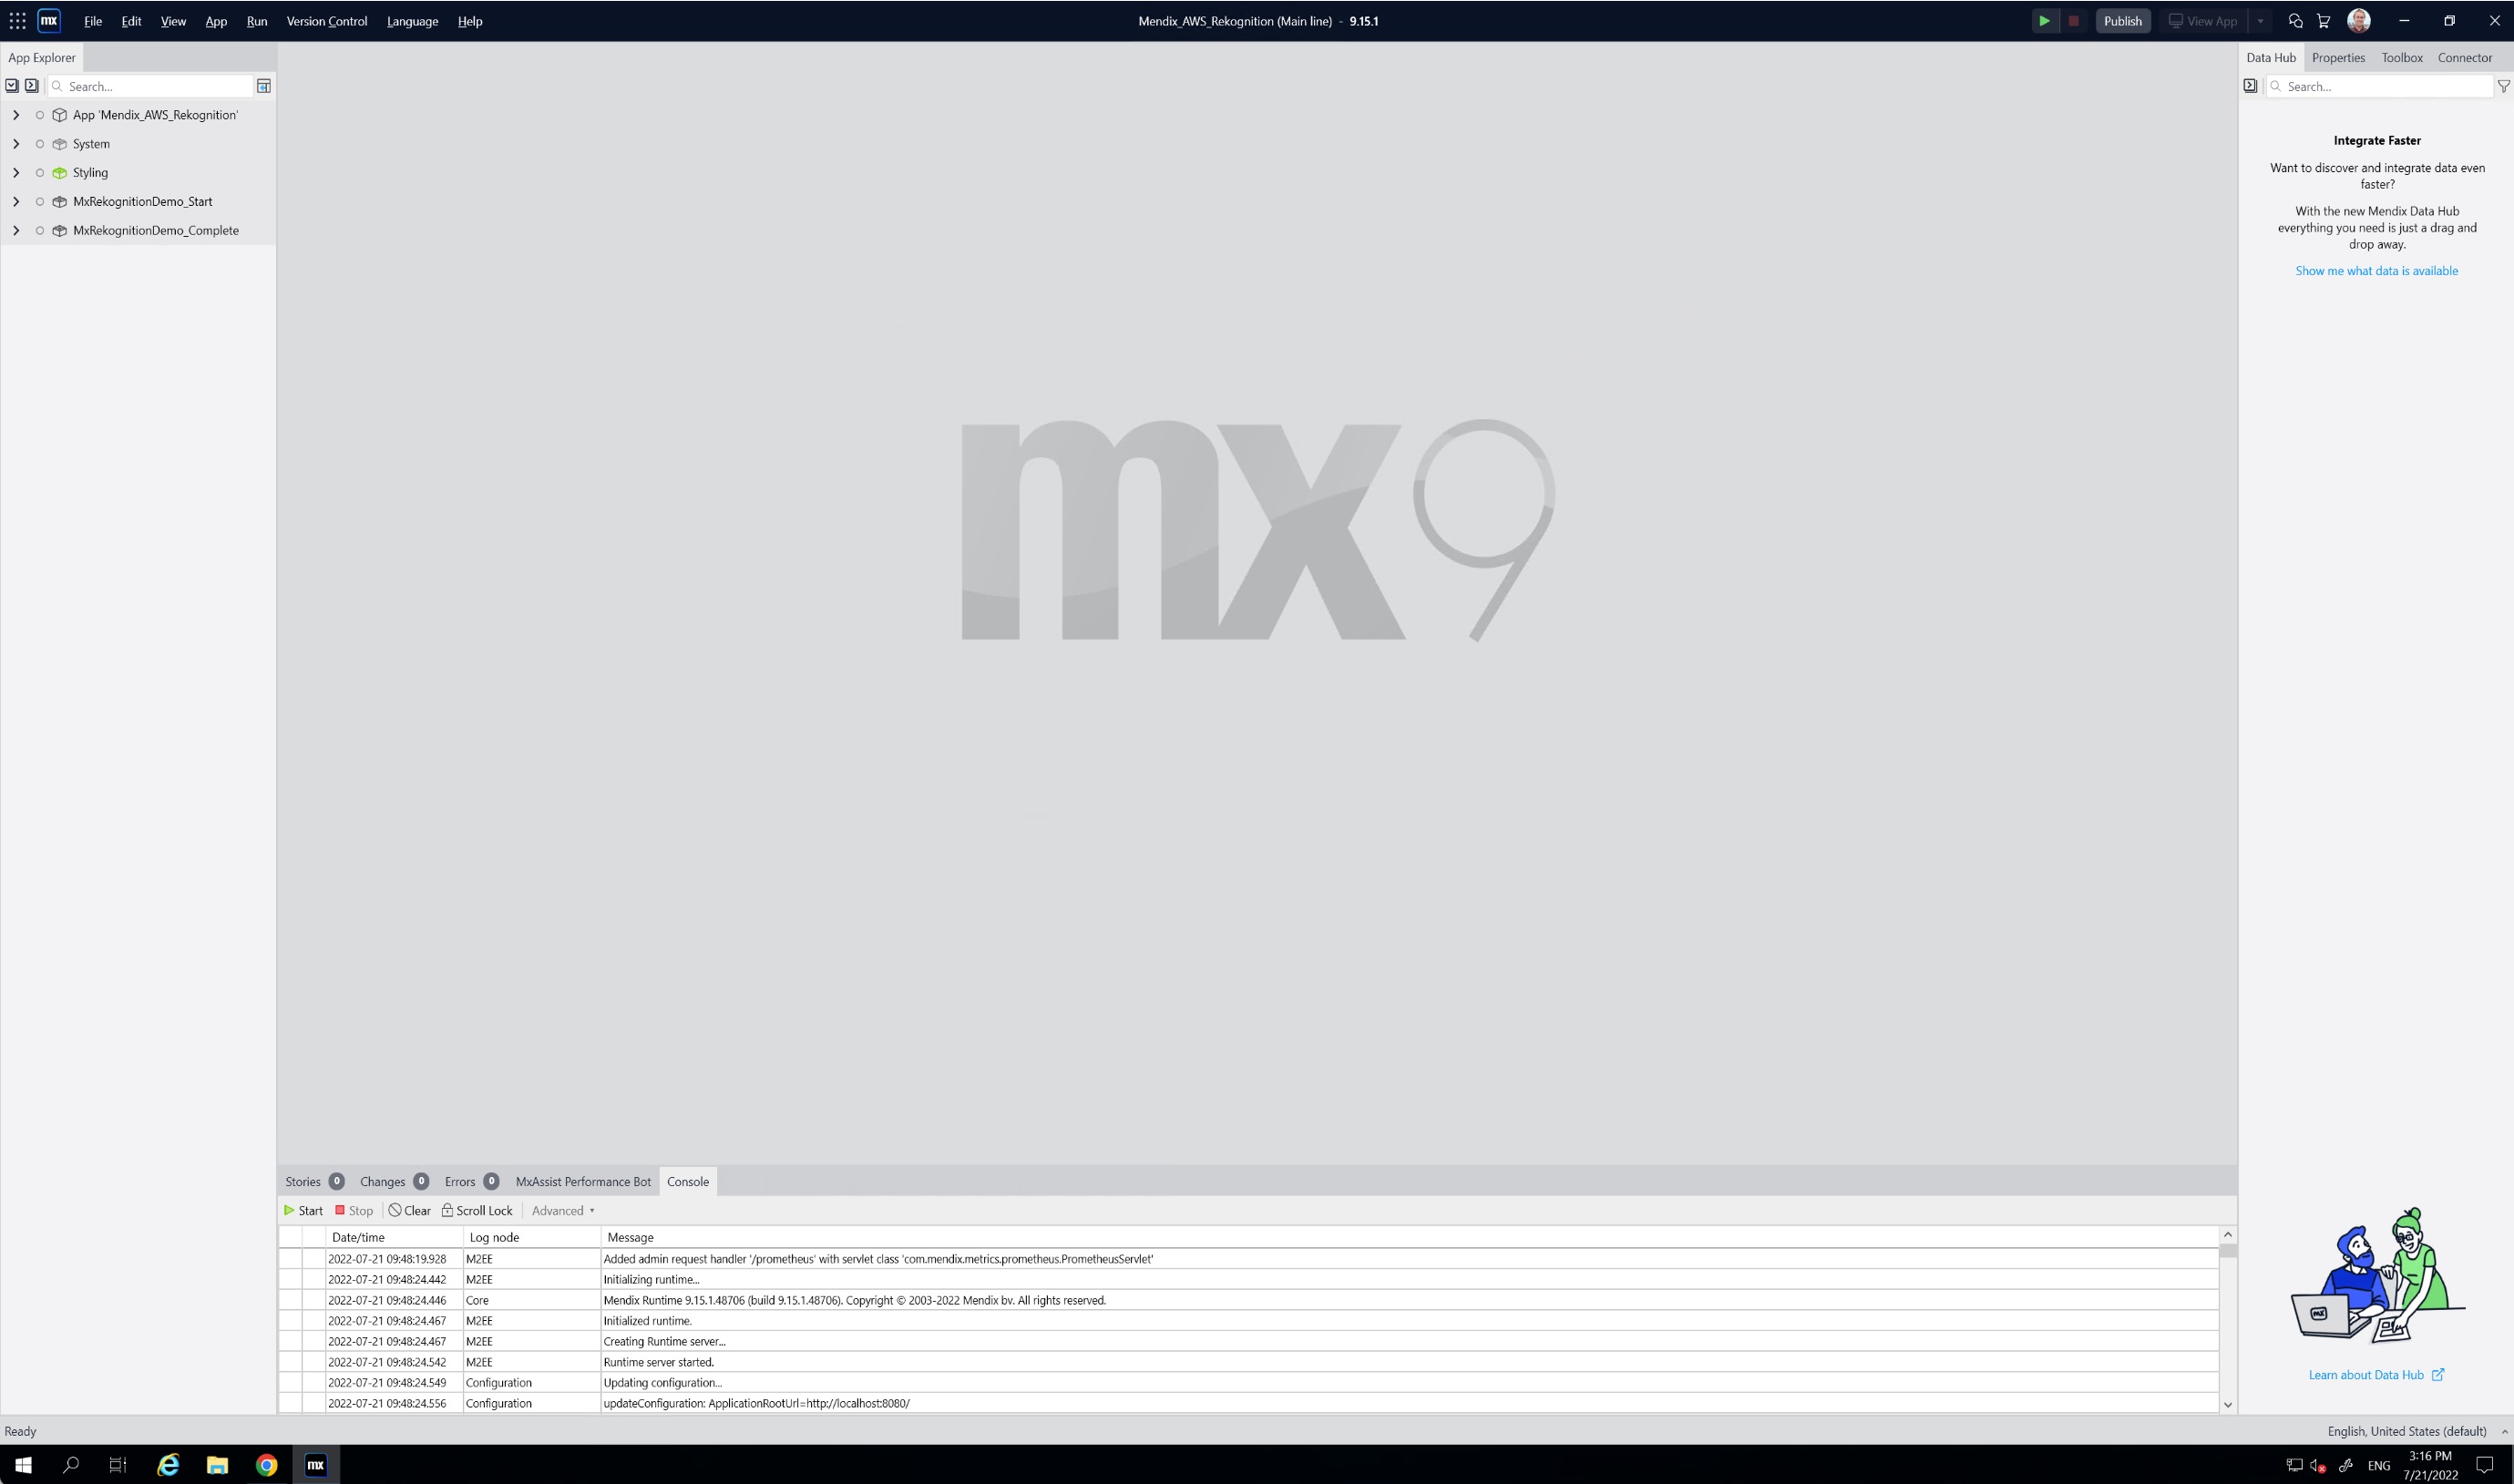 mx File Edit View App Run Version Control Language Help Mendix_AWS_Rekognition (Main line) - 9.15.1 Publish View App
App Explorer
Search...
App 'Mendix_AWS_Rekognition'
System
Styling
MxRekognitionDemo_Start
MxRekognitionDemo_Complete
mx9
Data Hub Properties Toolbox Connector
Search...
Integrate Faster
Want to discover and integrate data even
faster?
With the new Mendix Data Hub
everything you need is just a drag and
drop away.
Show me what data is available
mx
Learn about Data Hub
Stories 0 Changes 0 Errors 0 MxAssist Performance Bot Console
Start Stop Clear Scroll Lock Advanced
Date/time Log node Message
2022-07-21 09:48:19.928 M2EE Added admin request handler '/prometheus' with servlet class 'com.mendix.metrics.prometheus.PrometheusServlet'
2022-07-21 09:48:24.442 M2EE Initializing runtime...
2022-07-21 09:48:24.446 Core Mendix Runtime 9.15.1.48706 (build 9.15.1.48706). Copyright © 2003-2022 Mendix bv. All rights reserved.
2022-07-21 09:48:24.467 M2EE Initialized runtime.
2022-07-21 09:48:24.467 M2EE Creating Runtime server...
2022-07-21 09:48:24.542 M2EE Runtime server started.
2022-07-21 09:48:24.549 Configuration Updating configuration...
2022-07-21 09:48:24.556 Configuration updateConfiguration: ApplicationRootUrl=http://localhost:8080/
Ready English, United States (default)
mx ENG 3:16 PM
7/21/2022